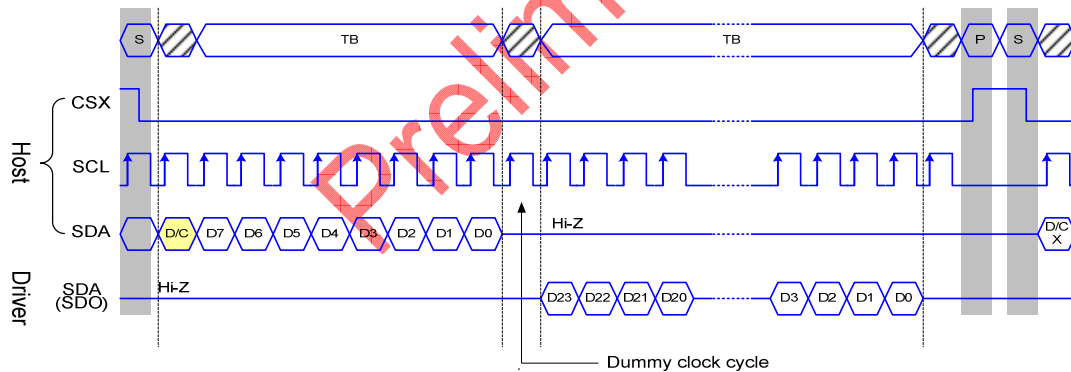 S TB TB P S
Prelim
CSX
SCL
SDA D/C D7 D6 D5 D4 D3 D2 D1 D0 Hi-Z D/C X
Host
SDA (SDO) Hi-Z D23 D22 D21 D20 D3 D2 D1 D0
Driver
Dummy clock cycle